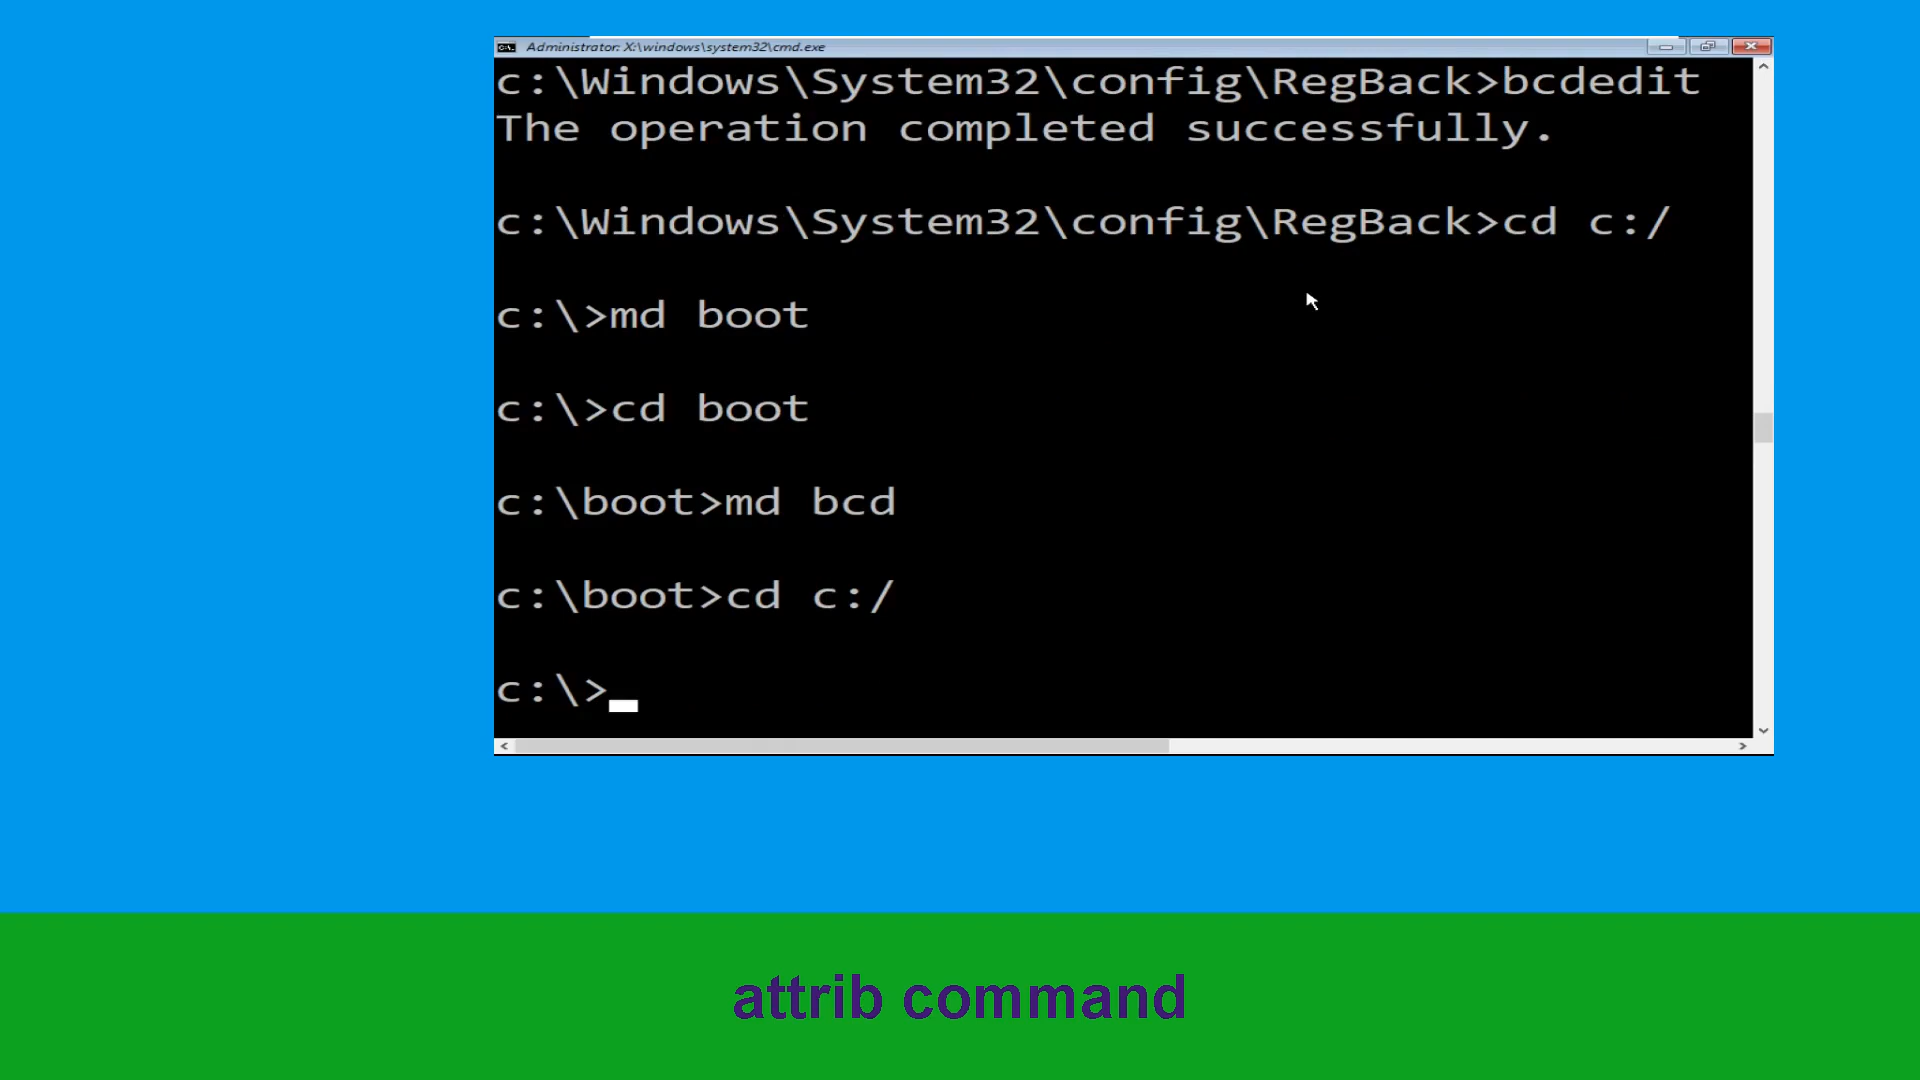 Administrator: X:\windows\system32\cmd.exe
c:\Windows\System32\config\RegBack>bcdedit
The operation completed successfully.
c:\Windows\System32\config\RegBack>cd c:/
c:\>md boot
c:\>cd boot
c:\boot>md bcd
c:\boot>cd c:/
c:\>
attrib command